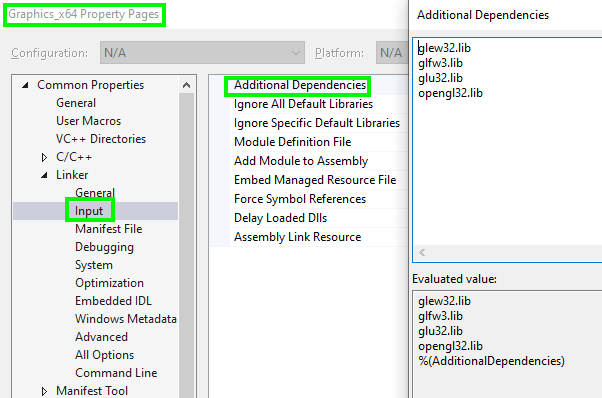 Graphics_x64 Property Pages
Configuration: N/A Platform: N/A
Common Properties
General
User Macros
VC++ Directories
C/C++
Linker
General
Input
Manifest File
Debugging
System
Optimization
Embedded IDL
Windows Metadata
Advanced
All Options
Command Line
Manifest Tool
Additional Dependencies
Ignore All Default Libraries
Ignore Specific Default Libraries
Module Definition File
Add Module to Assembly
Embed Managed Resource File
Force Symbol References
Delay Loaded Dlls
Assembly Link Resource
Additional Dependencies
glew32.lib
glfw3.lib
glu32.lib
opengl32.lib
Evaluated value:
glew32.lib
glfw3.lib
glu32.lib
opengl32.lib
%(AdditionalDependencies)